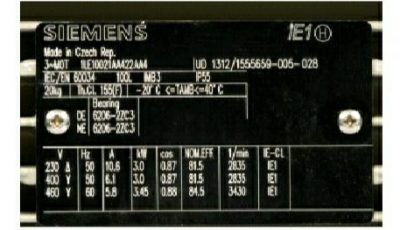 SIEMENS IE1 H
Made in Czech Rep.
3~MOT 1LE10021AA422AA4 UD 1312/1555659-005-028
IEC/EN 60034 100L IMB3 IP55
20kg Th.CL 155(F) -20°C <=TAMB<=40°C
Bearing
DE 6206-2ZC3
NE 6206-2ZC3
V Hz A kW cos NOM.EFF 1/min IE-CL
230 Δ 50 10.6 3.0 0.87 81.5 2835 IE1
400 Y 50 6.1 3.0 0.87 81.5 2835 IE1
460 Y 60 5.8 3.45 0.88 84.5 3430 IE1